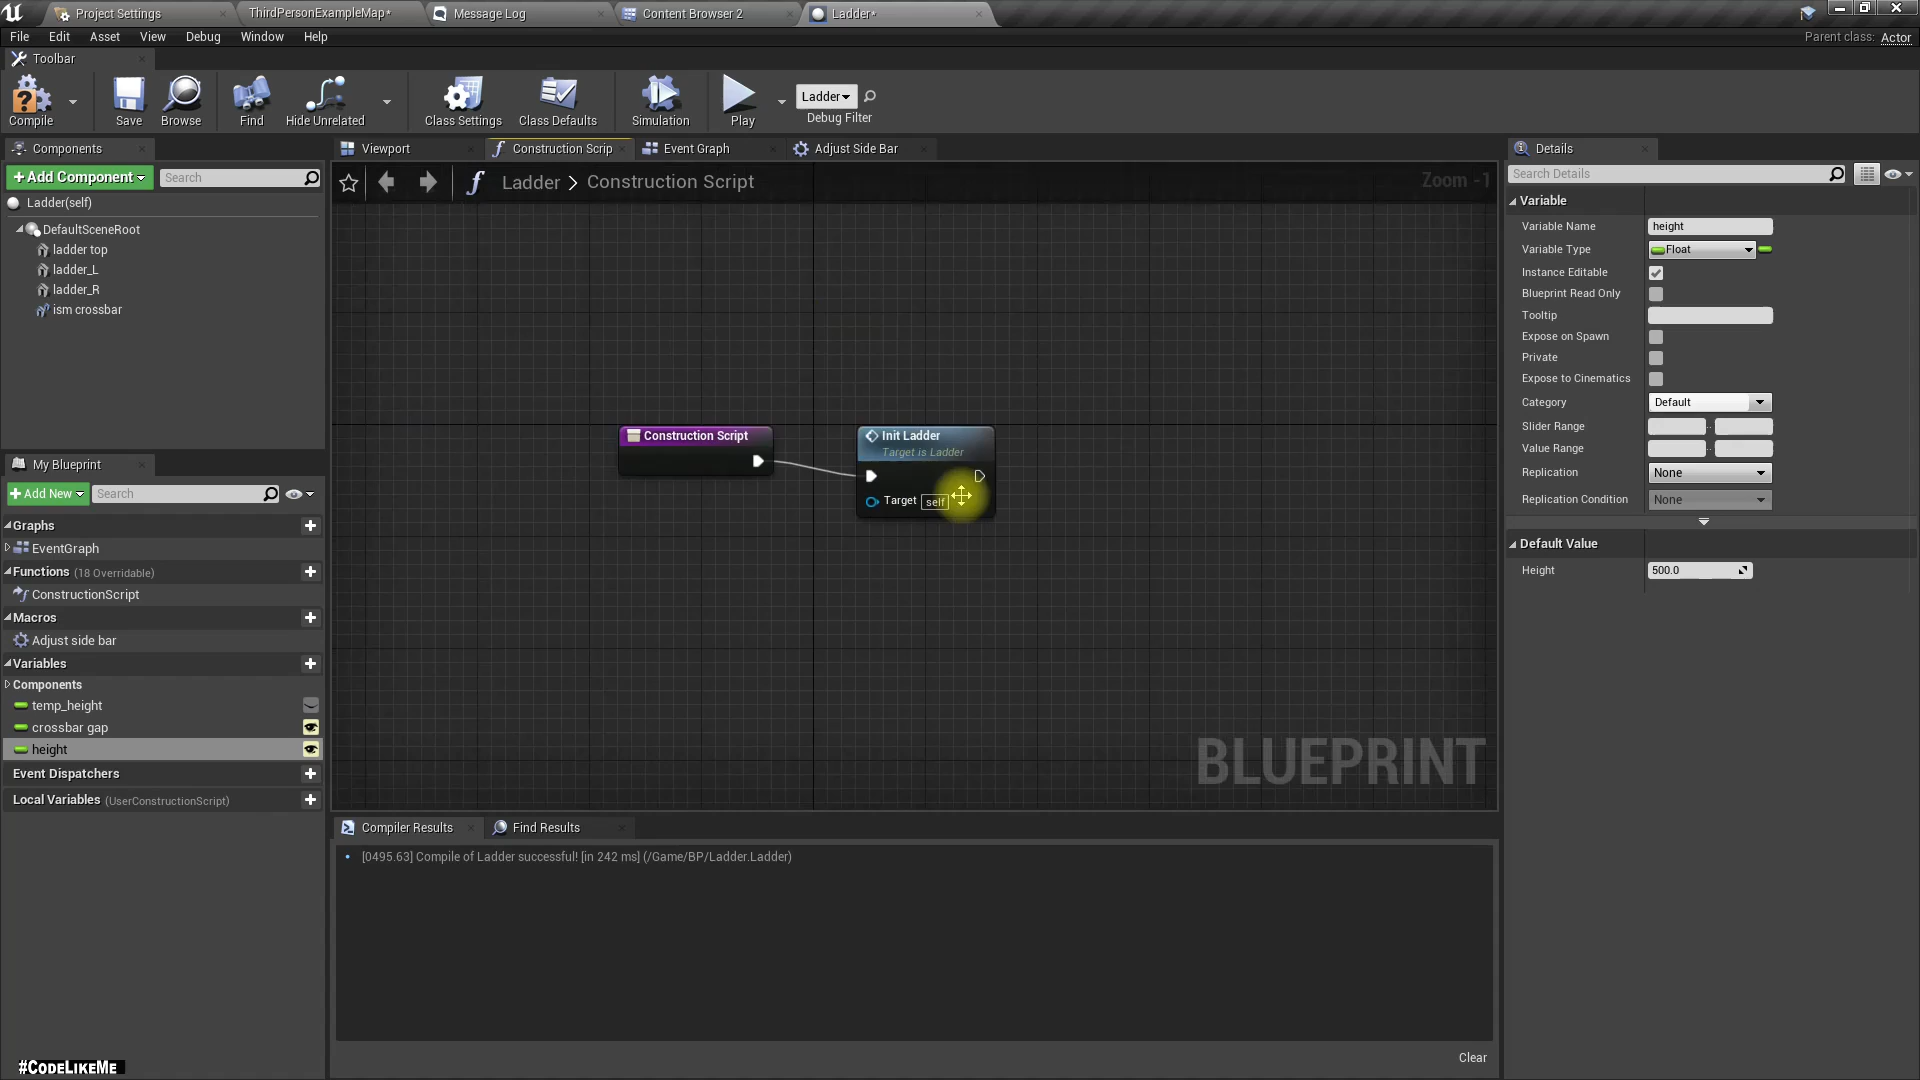 Project Settings
ThirdPersonExampleMap*
Message Log
Content Browser 2
Ladder*
File Edit Asset View Debug Window Help
Parent class: Actor
Toolbar
Compile
Save
Browse
Find
Hide Unrelated
Class Settings
Class Defaults
Simulation
Play
Ladder
Debug Filter
Components
+Add Component
Search
Ladder(self)
DefaultSceneRoot
ladder top
ladder_L
ladder_R
ism crossbar
My Blueprint
+Add New
Search
Graphs
EventGraph
Functions (18 Overridable)
ConstructionScript
Macros
Adjust side bar
Variables
Components
temp_height
crossbar gap
height
Event Dispatchers
Local Variables (UserConstructionScript)
#CODELIKEME
Viewport
Construction Scrip
Event Graph
Adjust Side Bar
Ladder > Construction Script
Zoom -1
Construction Script
Init Ladder
Target is Ladder
Target self
BLUEPRINT
Compiler Results
Find Results
[0495.63] Compile of Ladder successful! [in 242 ms] (/Game/BP/Ladder.Ladder)
Clear
Details
Search Details
Variable
Variable Name height
Variable Type Float
Instance Editable
Blueprint Read Only
Tooltip
Expose on Spawn
Private
Expose to Cinematics
Category Default
Slider Range
Value Range
Replication None
Replication Condition None
Default Value
Height 500.0